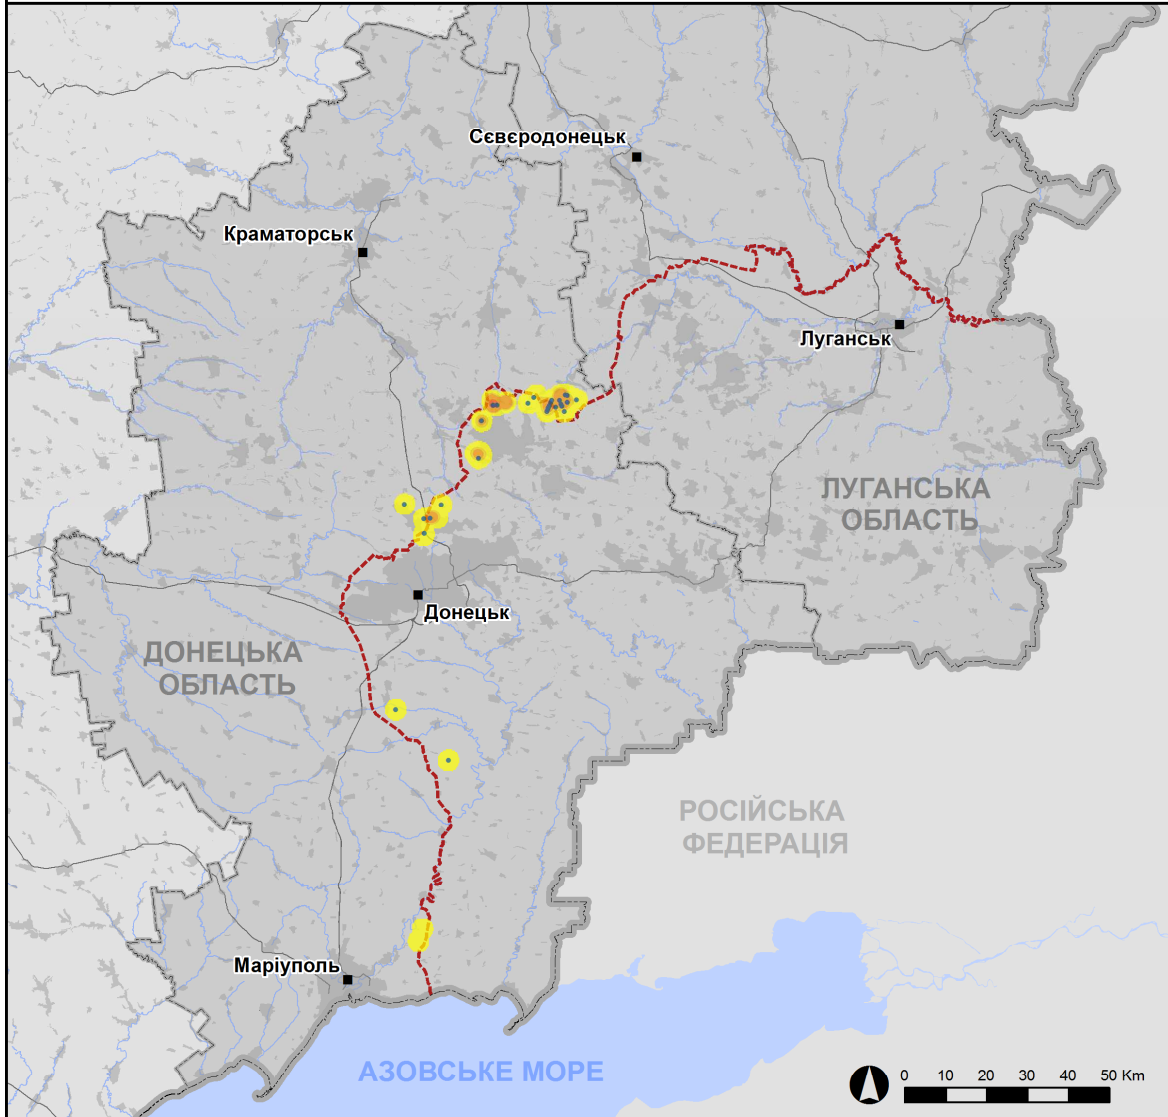 Сєвєродонецьк
Краматорськ
Луганськ
ЛУГАНСЬКА
ОБЛАСТЬ
Донецьк
ДОНЕЦЬКА
ОБЛАСТЬ
РОСІЙСЬКА
ФЕДЕРАЦІЯ
Маріуполь
АЗОВСЬКЕ МОРЕ
0 10 20 30 40 50 Km